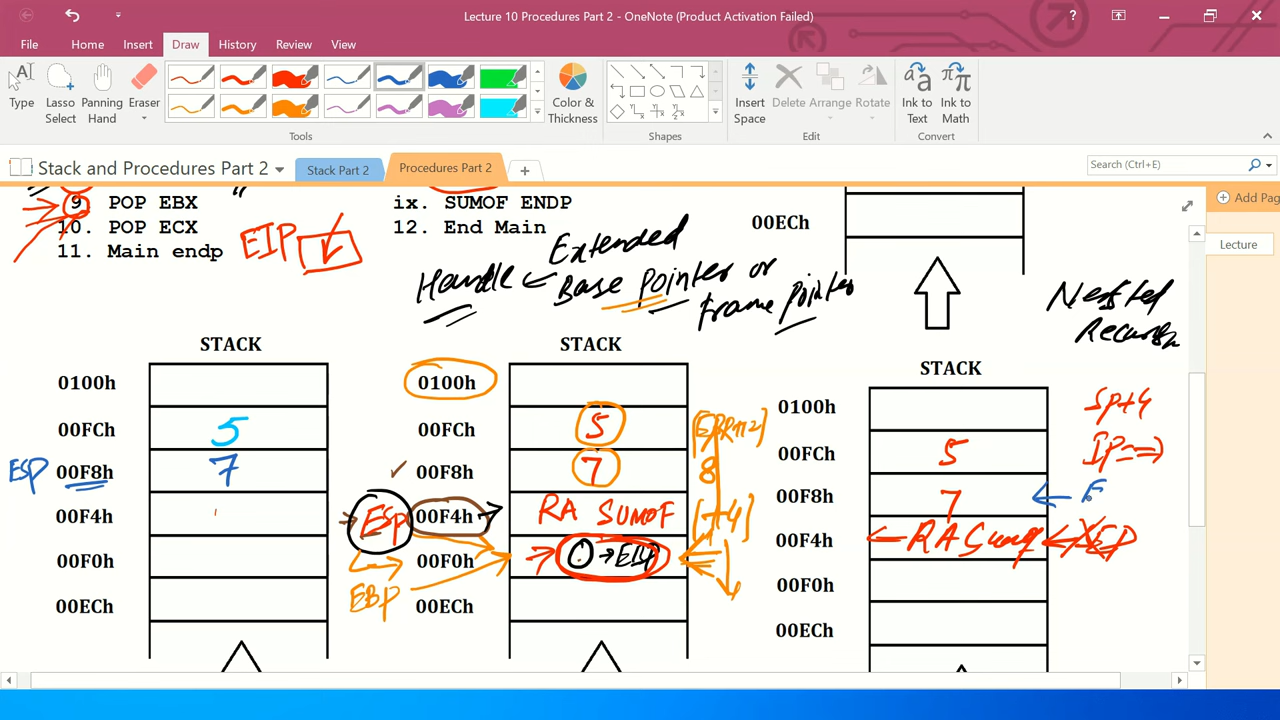 Lecture 10 Procedures Part 2 - OneNote (Product Activation Failed)
File Home Insert Draw History Review View
Type Lasso Select Panning Hand Eraser Color & Thickness Insert Space Delete Arrange Rotate Ink to Text Ink to Math
Tools Shapes Edit Convert
Stack and Procedures Part 2 Stack Part 2 Procedures Part 2 Search (Ctrl+E)
Add Pag
Lecture
9. POP EBX
10. POP ECX
11. Main endp
EIP
ix. SUMOF ENDP
12. End Main
Handle
Extended
Base Pointer or
Frame Pointer
00ECh
STACK
0100h
00FCh 5
ESP 00F8h 7
00F4h
00F0h
00ECh
STACK
0100h
00FCh 5
00F8h 7 8
ESP 00F4h RA SUMOF [+4]
00F0h
EBP
00ECh
STACK
0100h SP+4
00FCh 5 IP
00F8h 7
00F4h RA
00F0h
00ECh